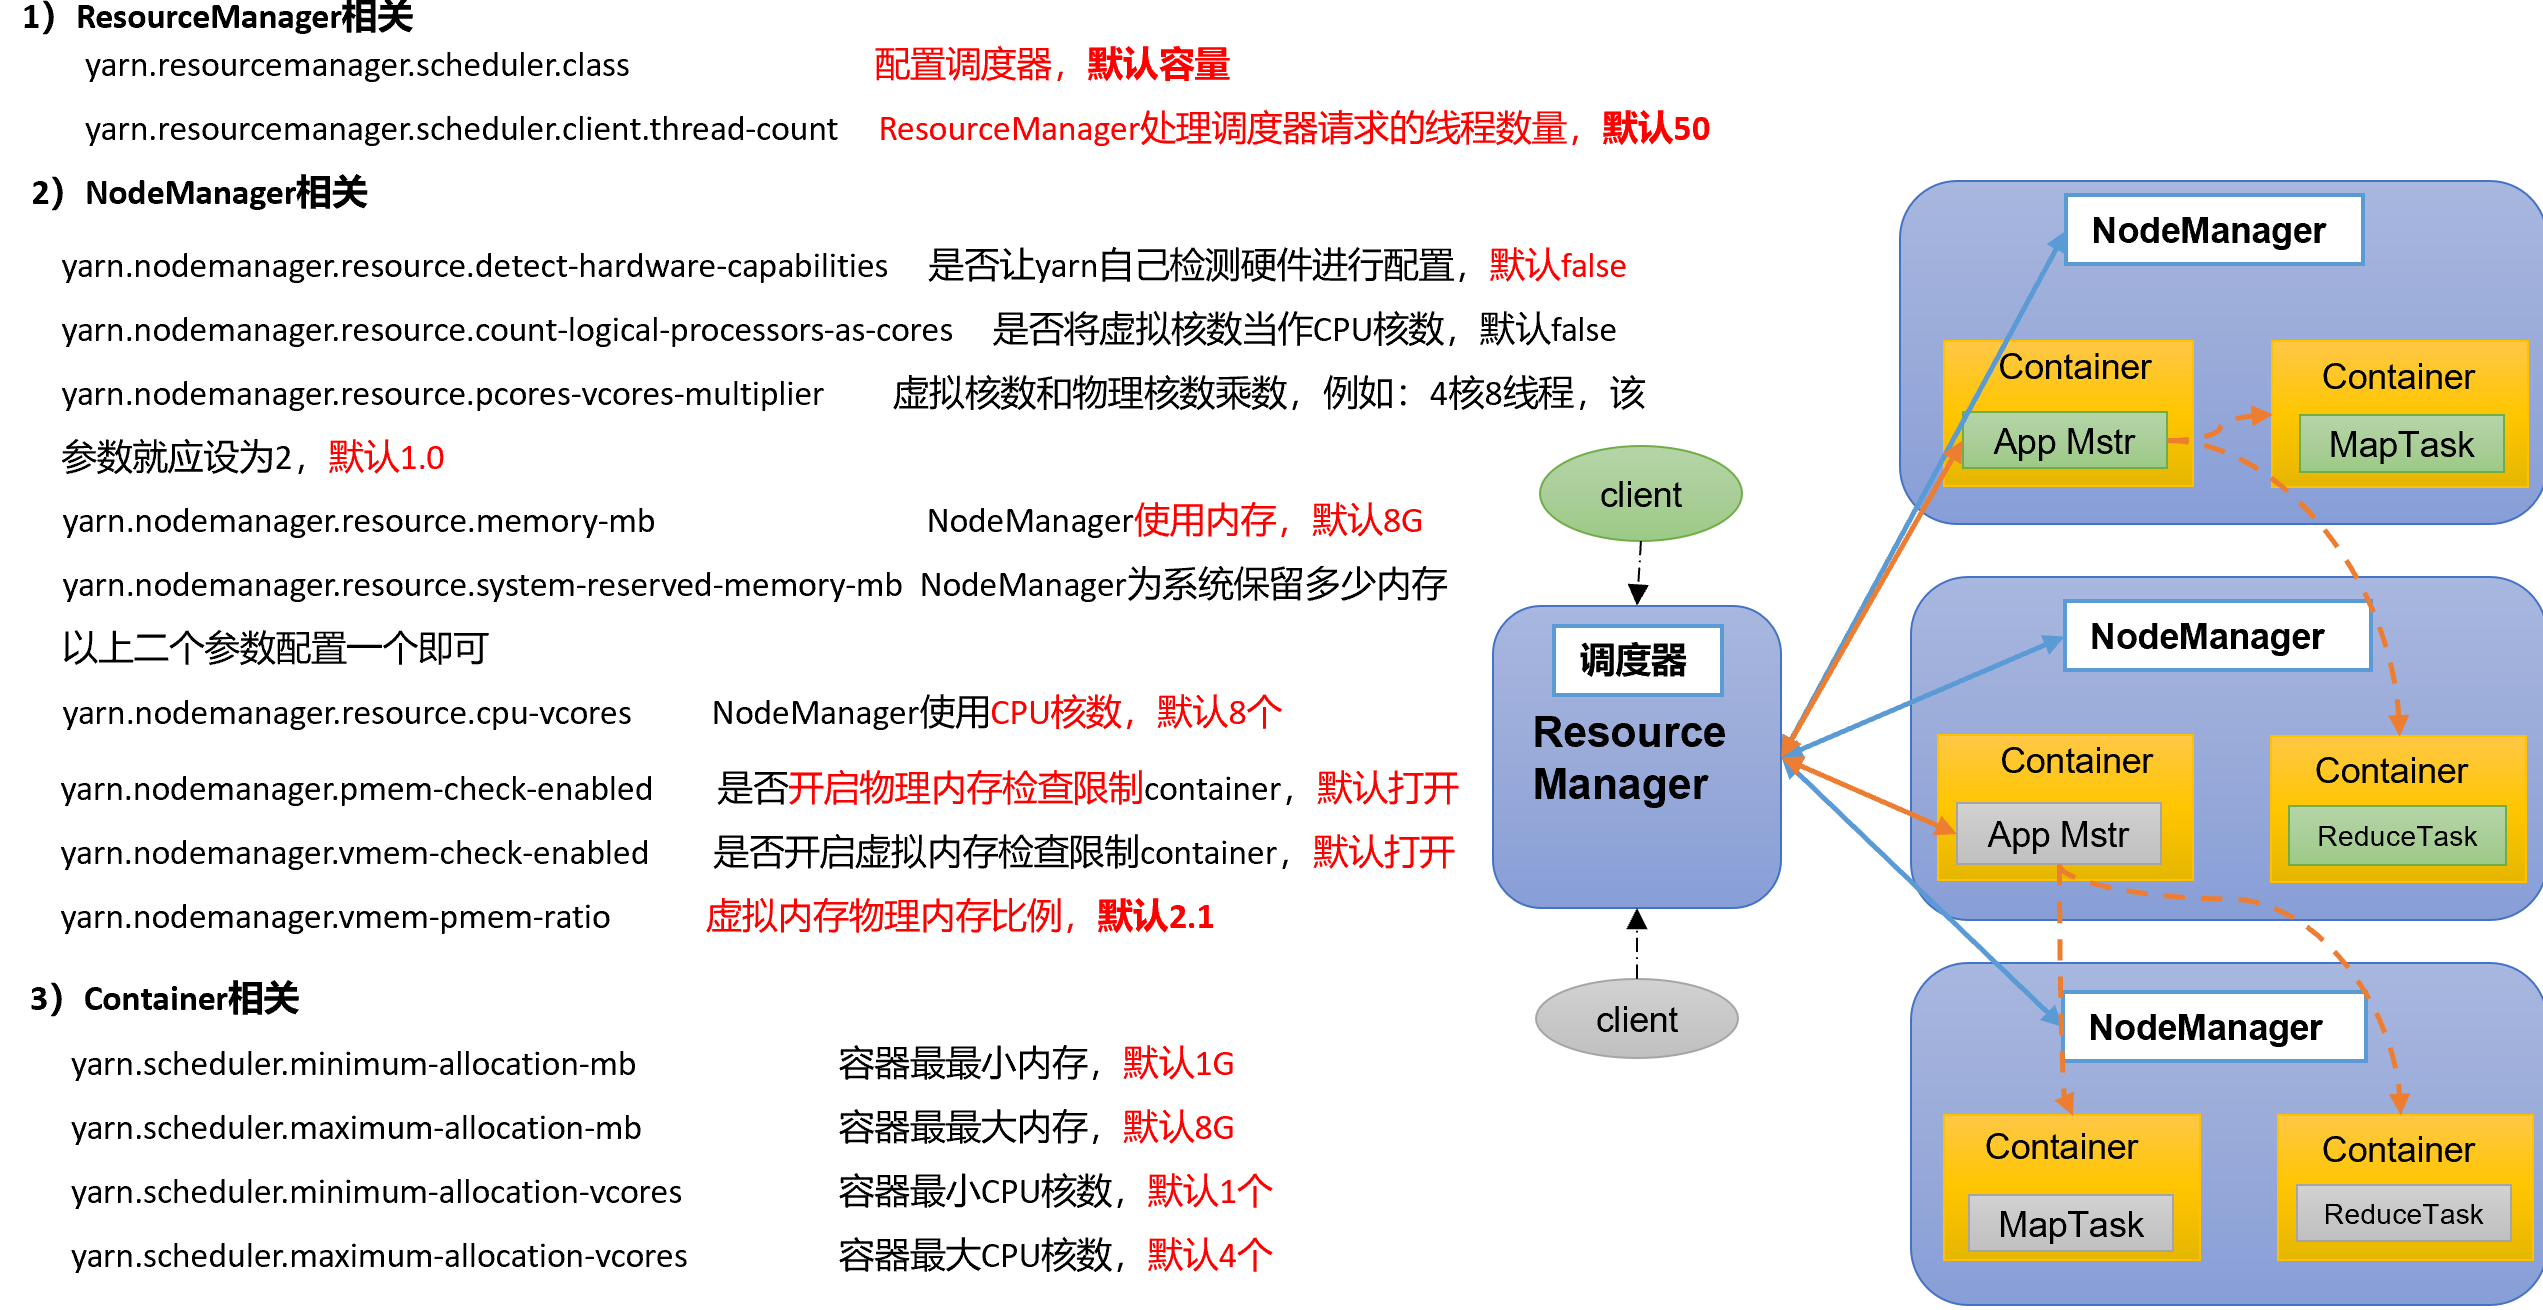 1）ResourceManager相关
yarn.resourcemanager.scheduler.class 配置调度器，默认容量
yarn.resourcemanager.scheduler.client.thread-count ResourceManager处理调度器请求的线程数量，默认50
2）NodeManager相关
yarn.nodemanager.resource.detect-hardware-capabilities 是否让yarn自己检测硬件进行配置，默认false
yarn.nodemanager.resource.count-logical-processors-as-cores 是否将虚拟核数当作CPU核数，默认false
yarn.nodemanager.resource.pcores-vcores-multiplier 虚拟核数和物理核数乘数，例如：4核8线程，该
参数就应设为2，默认1.0
yarn.nodemanager.resource.memory-mb NodeManager使用内存，默认8G
yarn.nodemanager.resource.system-reserved-memory-mb NodeManager为系统保留多少内存
以上二个参数配置一个即可
yarn.nodemanager.resource.cpu-vcores NodeManager使用CPU核数，默认8个
yarn.nodemanager.pmem-check-enabled 是否开启物理内存检查限制container，默认打开
yarn.nodemanager.vmem-check-enabled 是否开启虚拟内存检查限制container，默认打开
yarn.nodemanager.vmem-pmem-ratio 虚拟内存物理内存比例，默认2.1
3）Container相关
yarn.scheduler.minimum-allocation-mb 容器最最小内存，默认1G
yarn.scheduler.maximum-allocation-mb 容器最最大内存，默认8G
yarn.scheduler.minimum-allocation-vcores 容器最小CPU核数，默认1个
yarn.scheduler.maximum-allocation-vcores 容器最大CPU核数，默认4个
client
调度器
Resource
Manager
client
NodeManager
Container
App Mstr
Container
MapTask
NodeManager
Container
App Mstr
Container
ReduceTask
NodeManager
Container
MapTask
Container
ReduceTask